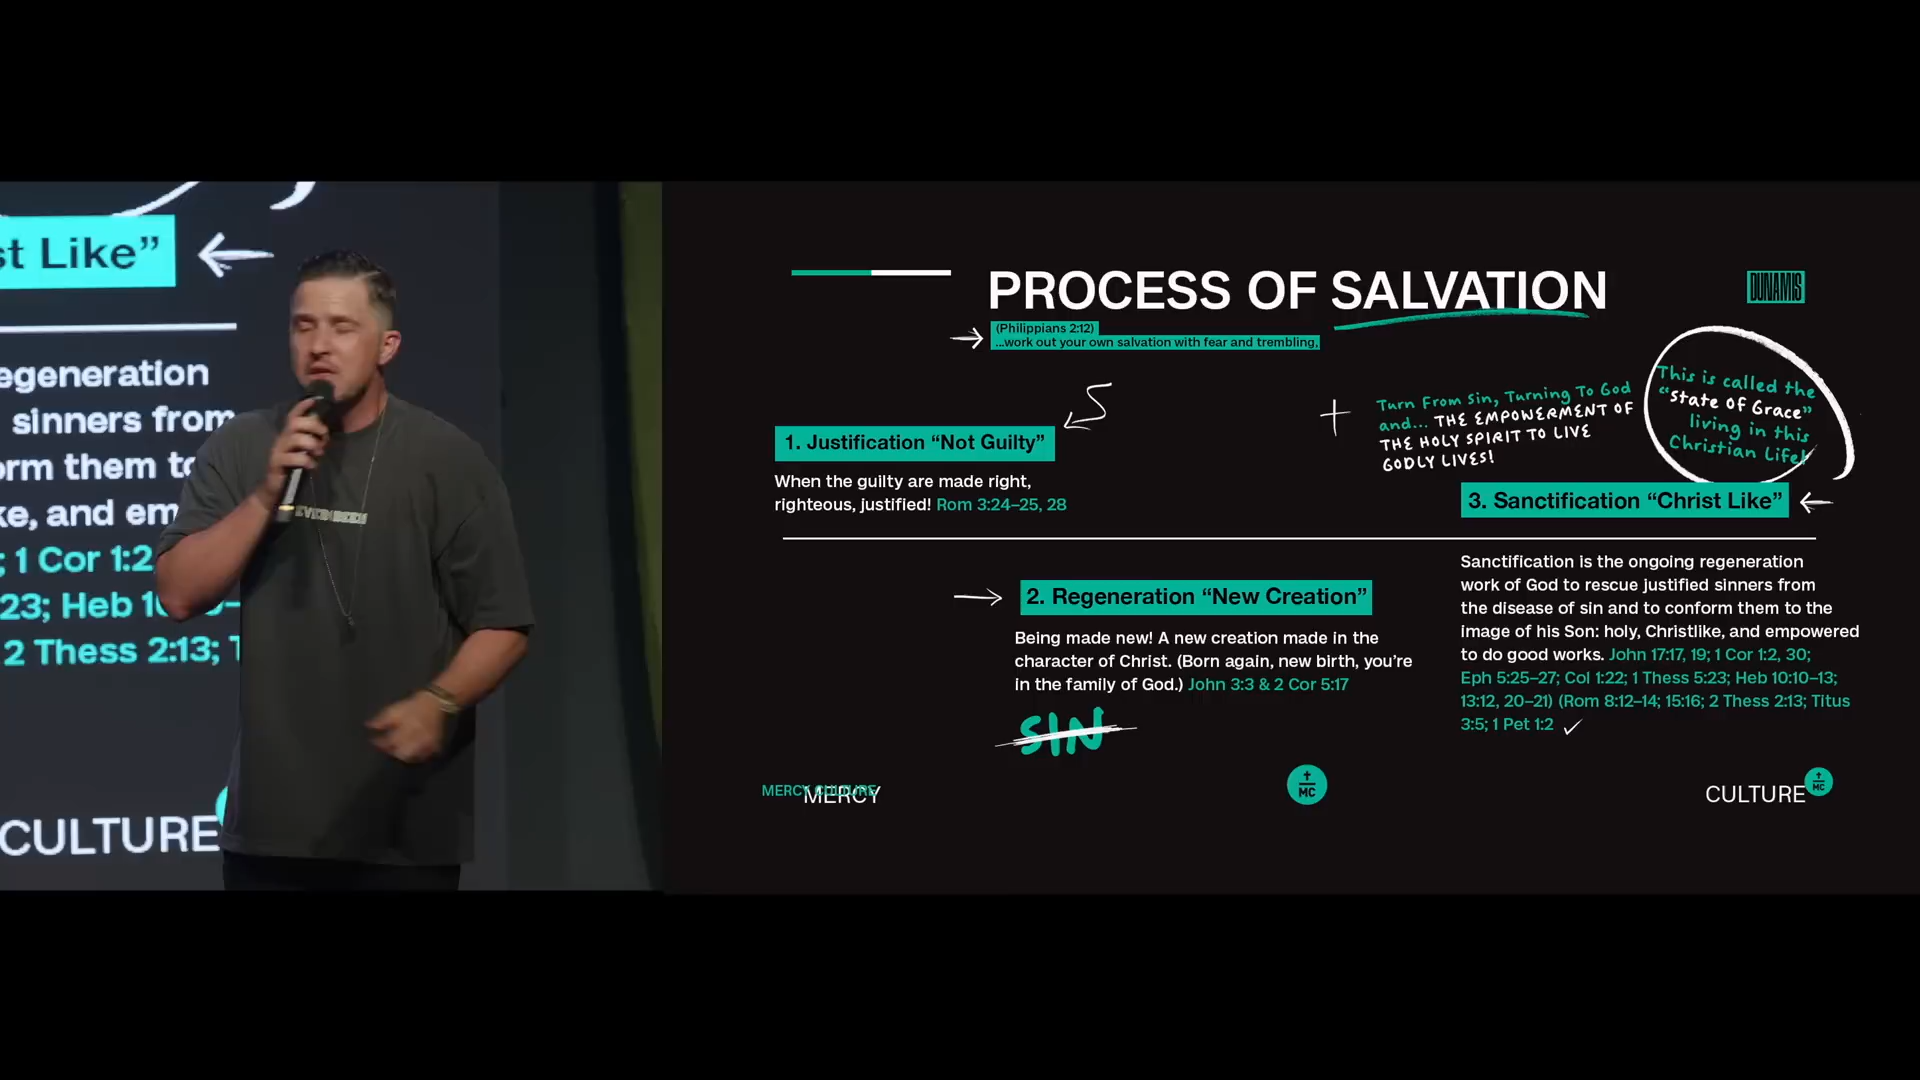 st Like”
egeneration
sinners from
orm them to
ke, and em
; 1 Cor 1:2
23; Heb 10
2 Thess 2:13; T
CULTURE
PROCESS OF SALVATION
DUNAMIS
(Philippians 2:12)
...work out your own salvation with fear and trembling,
1. Justification “Not Guilty”
When the guilty are made right,
righteous, justified! Rom 3:24–25, 28
+
Turn From Sin, Turning To God
and... THE EMPOWERMENT OF
THE HOLY SPIRIT TO LIVE
GODLY LIVES!
This is called the
“state of Grace”
living in this
Christian Life!
3. Sanctification “Christ Like”
Sanctification is the ongoing regeneration
work of God to rescue justified sinners from
the disease of sin and to conform them to the
image of his Son: holy, Christlike, and empowered
to do good works. John 17:17, 19; 1 Cor 1:2, 30;
Eph 5:25–27; Col 1:22; 1 Thess 5:23; Heb 10:10–13;
13:12, 20–21) (Rom 8:12–14; 15:16; 2 Thess 2:13; Titus
3:5; 1 Pet 1:2
2. Regeneration “New Creation”
Being made new! A new creation made in the
character of Christ. (Born again, new birth, you’re
in the family of God.) John 3:3 & 2 Cor 5:17
SIN
MERCY CULTURE
MERCY
MC
CULTURE
MC